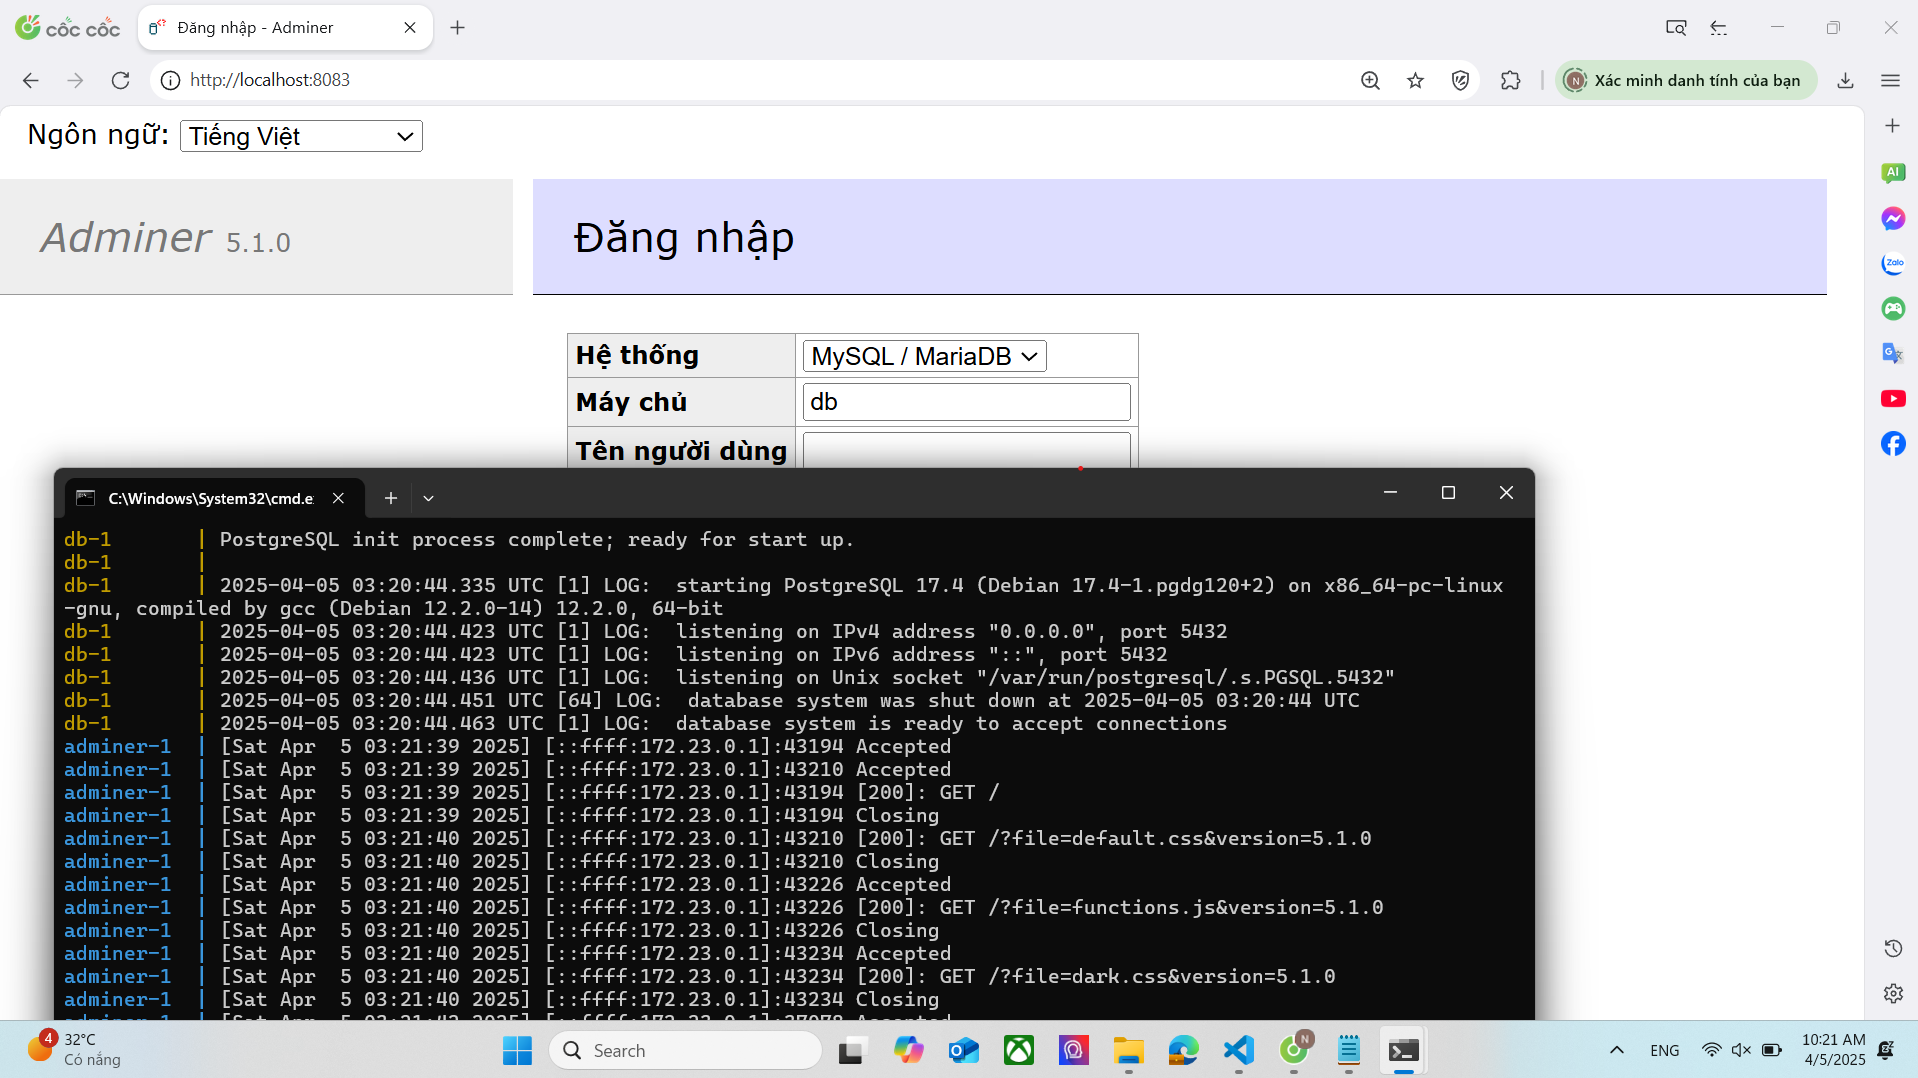 cốc cốc
Đăng nhập - Adminer
http://localhost:8083
N
Xác minh danh tính của bạn
Ngôn ngữ: Tiếng Việt
Adminer 5.1.0
Đăng nhập
Hệ thống MySQL / MariaDB
Máy chủ db
Tên người dùng
AI
Zalo
C:\Windows\System32\cmd.e
db-1 | PostgreSQL init process complete; ready for start up.
db-1 |
db-1 | 2025-04-05 03:20:44.335 UTC [1] LOG: starting PostgreSQL 17.4 (Debian 17.4-1.pgdg120+2) on x86_64-pc-linux
-gnu, compiled by gcc (Debian 12.2.0-14) 12.2.0, 64-bit
db-1 | 2025-04-05 03:20:44.423 UTC [1] LOG: listening on IPv4 address "0.0.0.0", port 5432
db-1 | 2025-04-05 03:20:44.423 UTC [1] LOG: listening on IPv6 address "::", port 5432
db-1 | 2025-04-05 03:20:44.436 UTC [1] LOG: listening on Unix socket "/var/run/postgresql/.s.PGSQL.5432"
db-1 | 2025-04-05 03:20:44.451 UTC [64] LOG: database system was shut down at 2025-04-05 03:20:44 UTC
db-1 | 2025-04-05 03:20:44.463 UTC [1] LOG: database system is ready to accept connections
adminer-1 | [Sat Apr 5 03:21:39 2025] [::ffff:172.23.0.1]:43194 Accepted
adminer-1 | [Sat Apr 5 03:21:39 2025] [::ffff:172.23.0.1]:43210 Accepted
adminer-1 | [Sat Apr 5 03:21:39 2025] [::ffff:172.23.0.1]:43194 [200]: GET /
adminer-1 | [Sat Apr 5 03:21:39 2025] [::ffff:172.23.0.1]:43194 Closing
adminer-1 | [Sat Apr 5 03:21:40 2025] [::ffff:172.23.0.1]:43210 [200]: GET /?file=default.css&version=5.1.0
adminer-1 | [Sat Apr 5 03:21:40 2025] [::ffff:172.23.0.1]:43210 Closing
adminer-1 | [Sat Apr 5 03:21:40 2025] [::ffff:172.23.0.1]:43226 Accepted
adminer-1 | [Sat Apr 5 03:21:40 2025] [::ffff:172.23.0.1]:43226 [200]: GET /?file=functions.js&version=5.1.0
adminer-1 | [Sat Apr 5 03:21:40 2025] [::ffff:172.23.0.1]:43226 Closing
adminer-1 | [Sat Apr 5 03:21:40 2025] [::ffff:172.23.0.1]:43234 Accepted
adminer-1 | [Sat Apr 5 03:21:40 2025] [::ffff:172.23.0.1]:43234 [200]: GET /?file=dark.css&version=5.1.0
adminer-1 | [Sat Apr 5 03:21:40 2025] [::ffff:172.23.0.1]:43234 Closing
4
32°C
Có nắng
Search
N
ENG
10:21 AM
4/5/2025